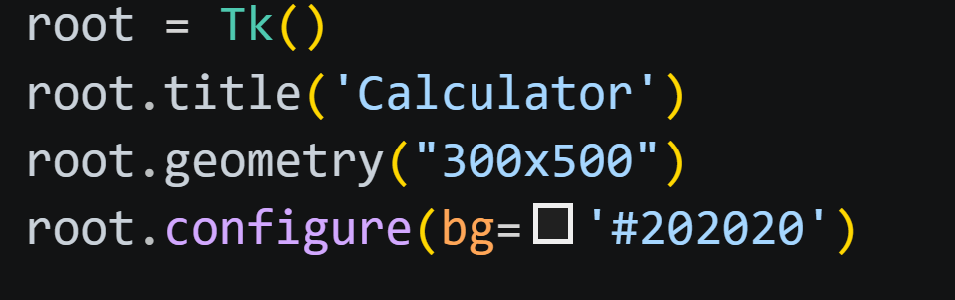 root = Tk()
root.title('Calculator')
root.geometry("300x500")
root.configure(bg='#202020')